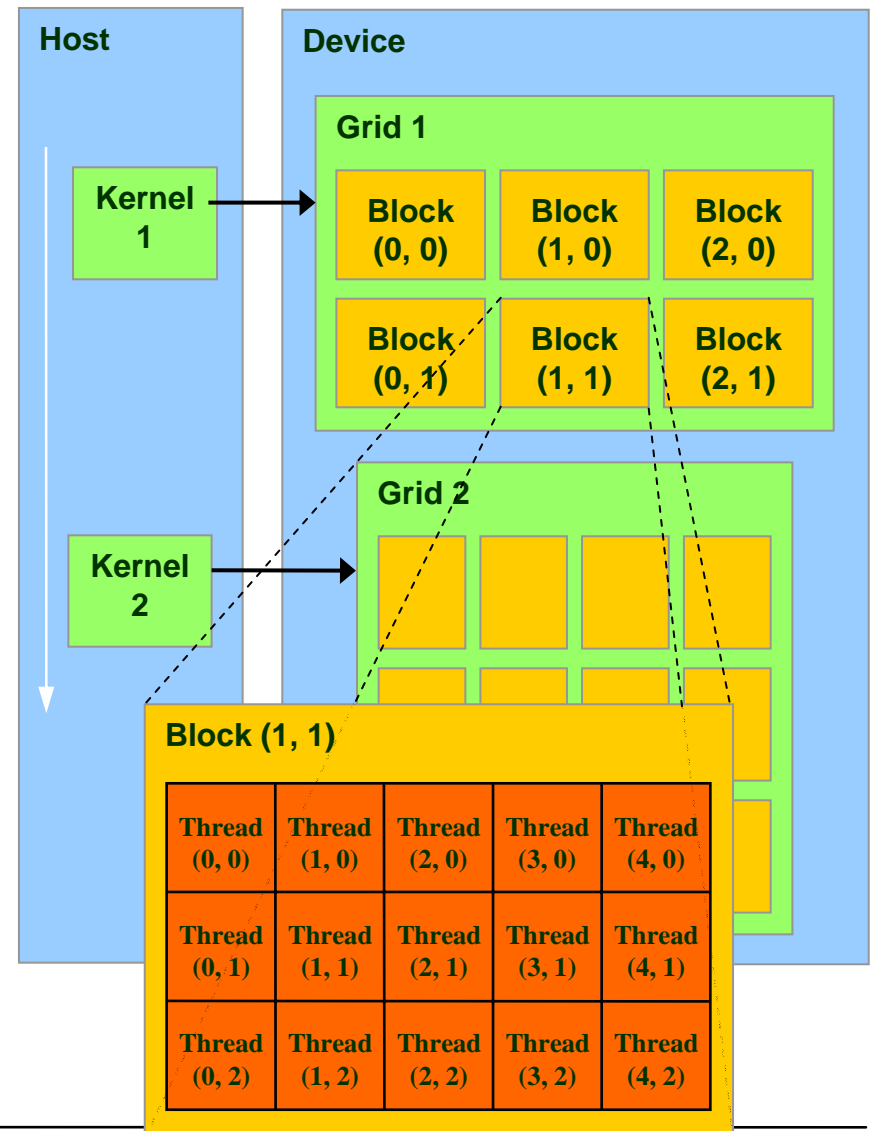 Host
Device
Grid 1
Kernel
1
Block
(0, 0)
Block
(1, 0)
Block
(2, 0)
Block
(0, 1)
Block
(1, 1)
Block
(2, 1)
Grid 2
Kernel
2
Block (1, 1)
Thread
(0, 0)
Thread
(1, 0)
Thread
(2, 0)
Thread
(3, 0)
Thread
(4, 0)
Thread
(0, 1)
Thread
(1, 1)
Thread
(2, 1)
Thread
(3, 1)
Thread
(4, 1)
Thread
(0, 2)
Thread
(1, 2)
Thread
(2, 2)
Thread
(3, 2)
Thread
(4, 2)